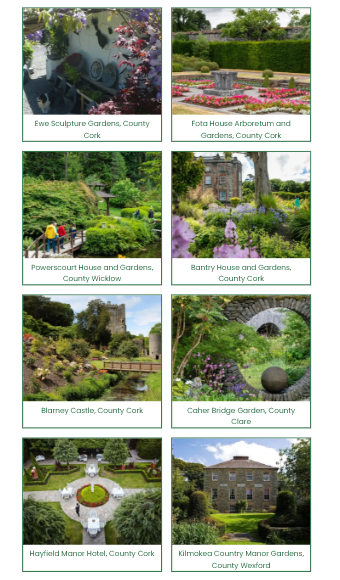 Ewe Sculpture Gardens, County
Cork
Fota House Arboretum and
Gardens, County Cork
Powerscourt House and Gardens,
County Wicklow
Bantry House and Gardens,
County Cork
Blarney Castle, County Cork
Caher Bridge Garden, County
Clare
Hayfield Manor Hotel, County Cork
Kilmokea Country Manor Gardens,
County Wexford